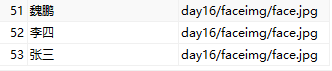 51 魏鹏 day16/faceimg/face.jpg
52 李四 day16/faceimg/face.jpg
53 张三 day16/faceimg/face.jpg